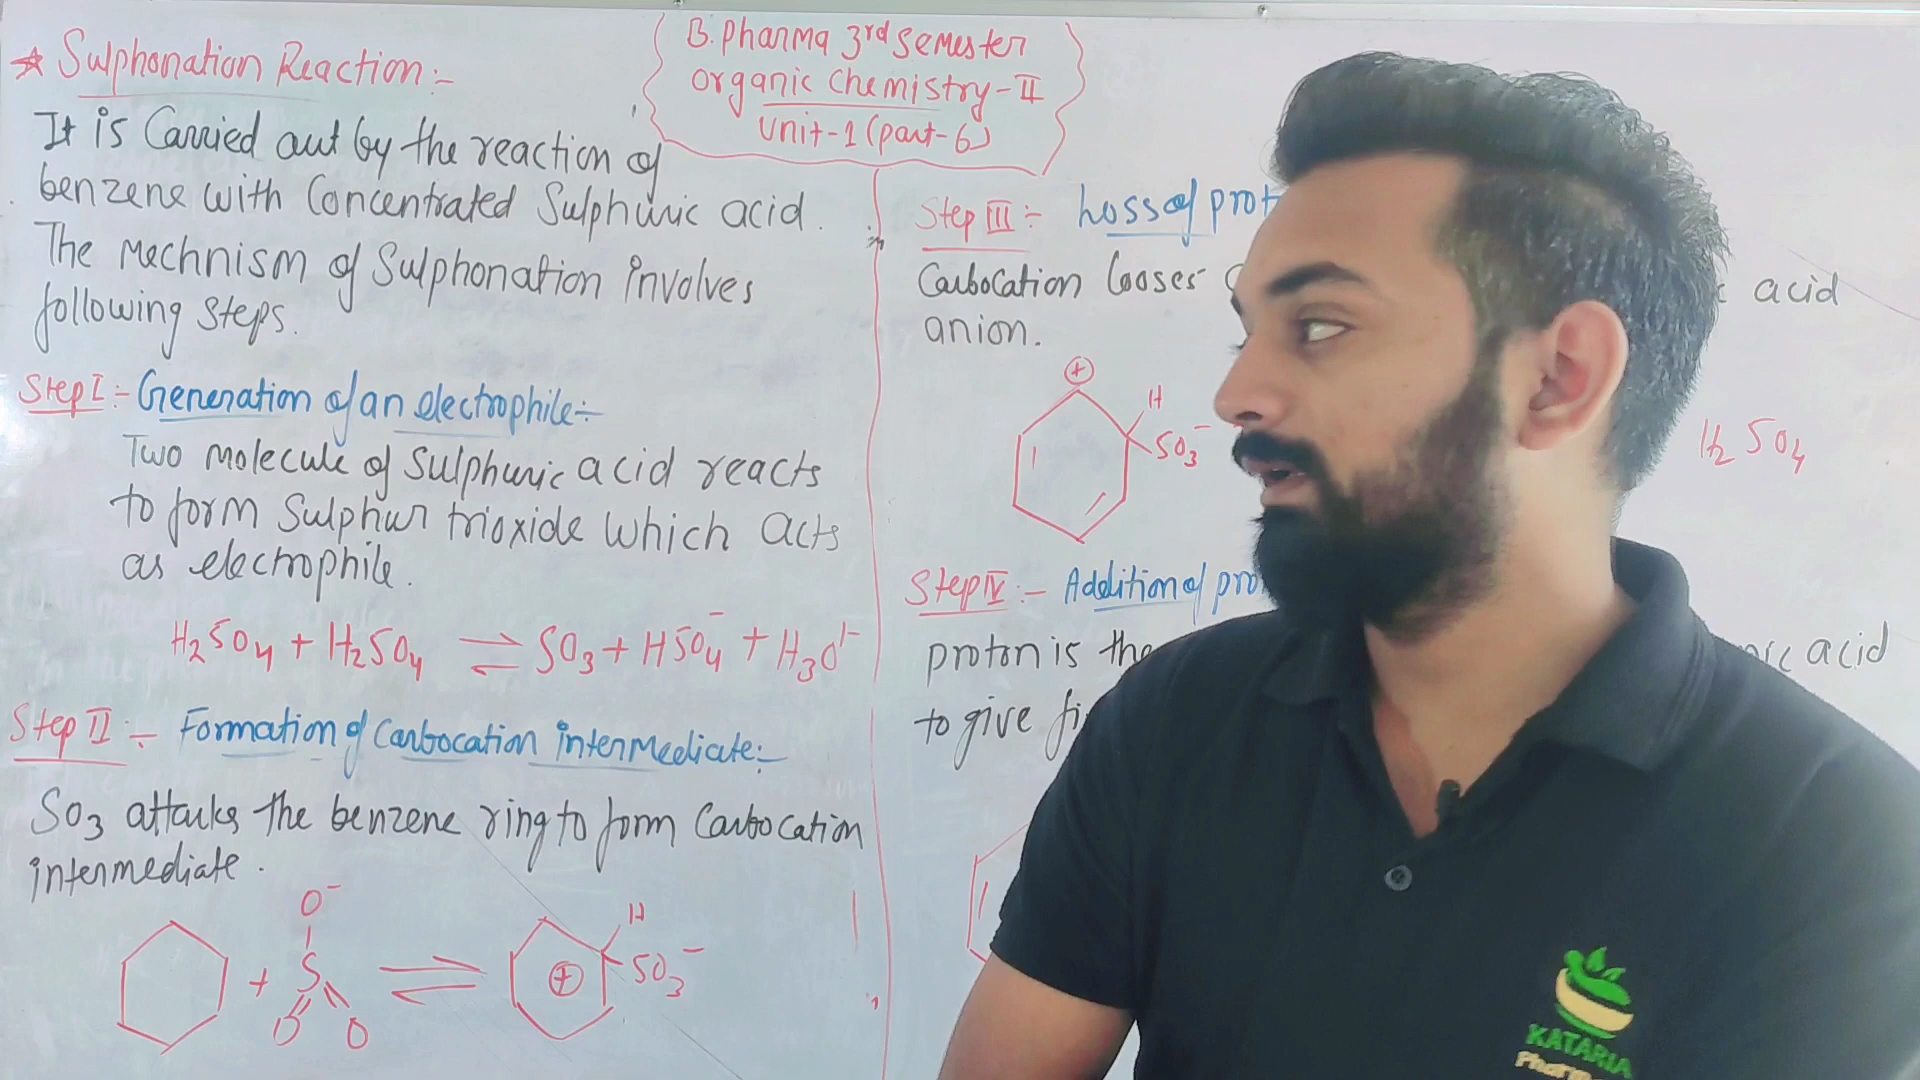 B. Pharma 3rd Semester
Organic Chemistry-II
Unit-1 (part-6)
Sulphonation Reaction:-
It is Carried out by the reaction of
benzene with Concentrated Sulphuric acid.
The Mechnism of Sulphonation involves
following Steps.
Step I:- Generation of an electrophile:-
Two molecule of Sulphuric acid reacts
to form Sulphur trioxide which acts
as electrophile.
H2SO4 + H2SO4 ⇌ SO3 + HSO4⁻ + H3O⁺
Step II:- Formation of Carbocation intermediate:-
SO3 attacks the benzene ring to form Carbocation
intermediate.
O⁻
H
+ S ⇌ ⊕ SO3⁻
O O
Step III:- Loss of
Carbocation looses acid
anion.
⊕
H
SO3⁻ H2SO4
Step IV:- Addition of
proton is acid
to give
KATARIA